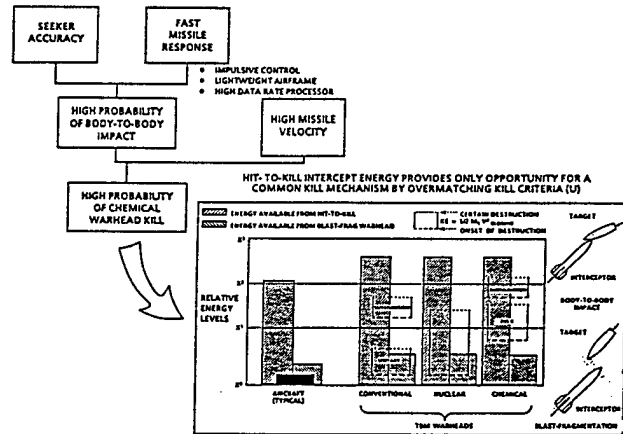 SEEKER
ACCURACY
FAST
MISSILE
RESPONSE
• IMPULSIVE CONTROL
• LIGHTWEIGHT AIRFRAME
• HIGH DATA RATE PROCESSOR
HIGH PROBABILITY
OF BODY-TO-BODY
IMPACT
HIGH MISSILE
VELOCITY
HIGH PROBABILITY
OF CHEMICAL
WARHEAD KILL
HIT-TO-KILL INTERCEPT ENERGY PROVIDES ONLY OPPORTUNITY FOR A
COMMON KILL MECHANISM BY OVERMATCHING KILL CRITERIA (U)
ENERGY AVAILABLE FROM HIT-TO-KILL
ENERGY AVAILABLE FROM BLAST-FRAG WARHEAD
CERTAIN DESTRUCTION
ONSET OF DESTRUCTION
TARGET
INTERCEPTOR
BODY-TO-BODY
IMPACT
RELATIVE
ENERGY
LEVELS
TARGET
INTERCEPTOR
BLAST-FRAGMENTATION
AIRCRAFT
(TYPICAL)
CONVENTIONAL
NUCLEAR
CHEMICAL
TBM WARHEADS